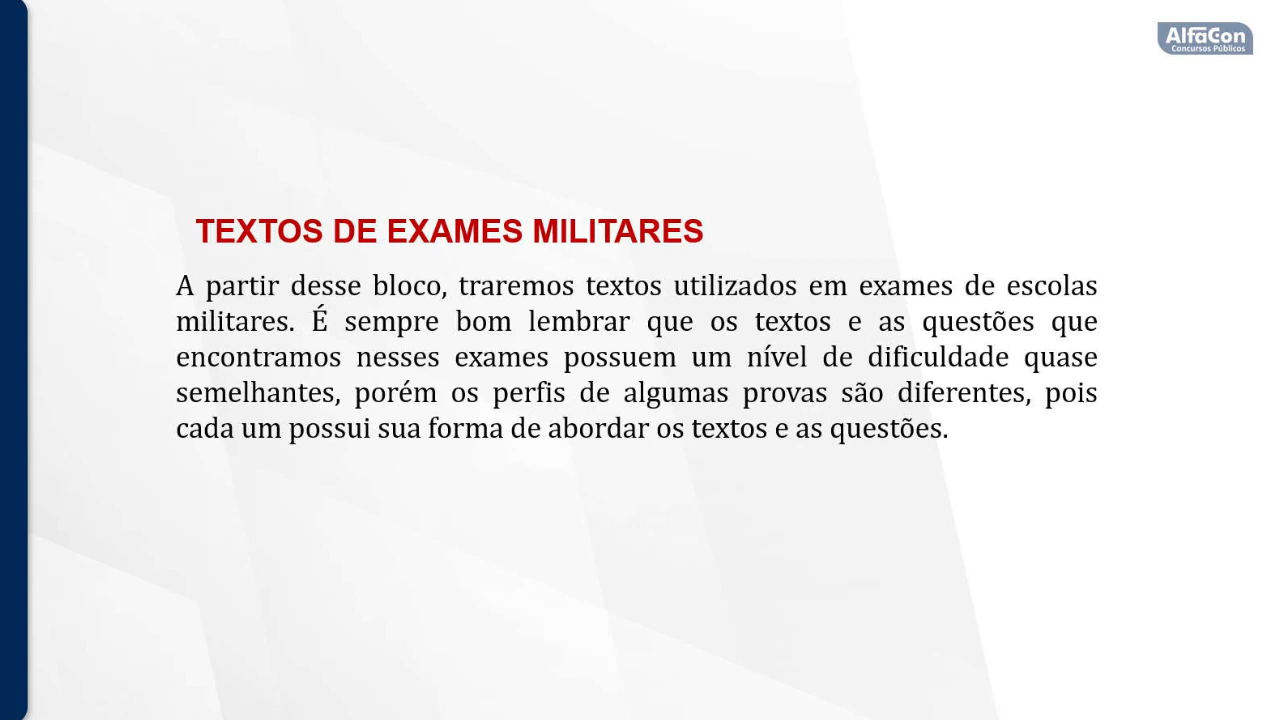 AlfaCon
Concursos Públicos
TEXTOS DE EXAMES MILITARES
A partir desse bloco, traremos textos utilizados em exames de escolas
militares. É sempre bom lembrar que os textos e as questões que
encontramos nesses exames possuem um nível de dificuldade quase
semelhantes, porém os perfis de algumas provas são diferentes, pois
cada um possui sua forma de abordar os textos e as questões.